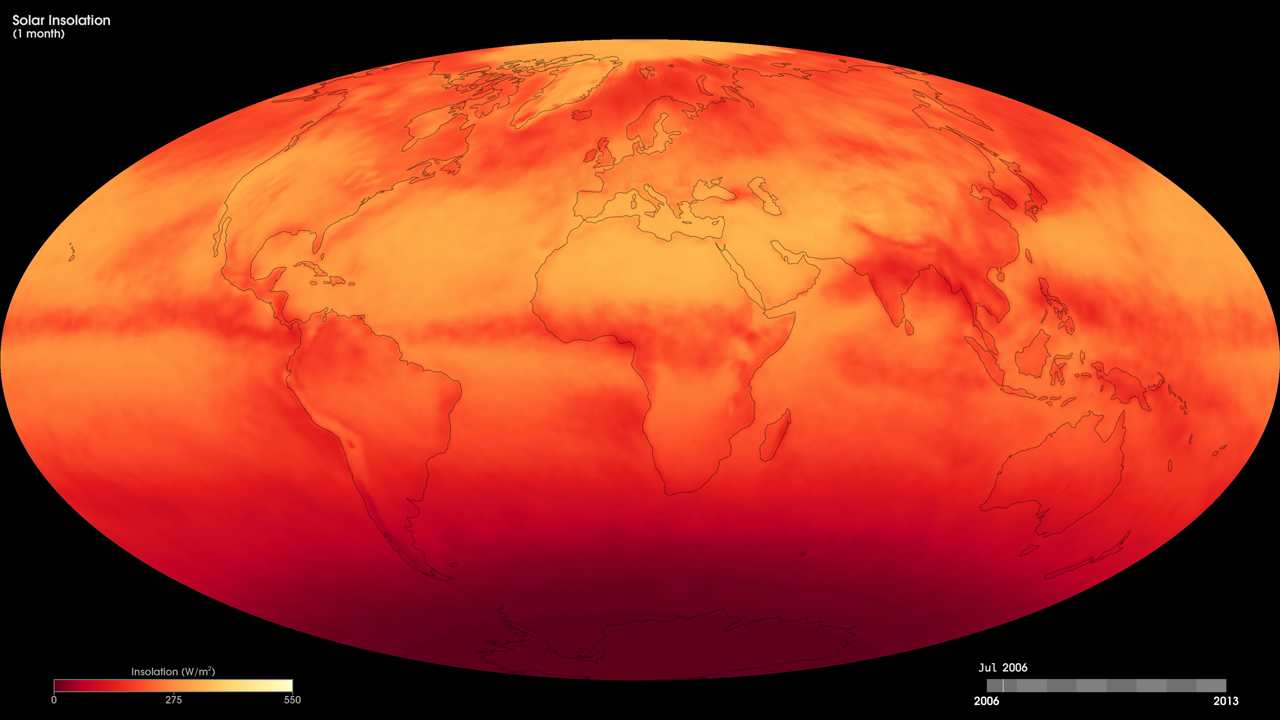 Solar Insolation
(1 month)
Insolation (W/m²)
0 275 550
Jul 2006
2006 2013